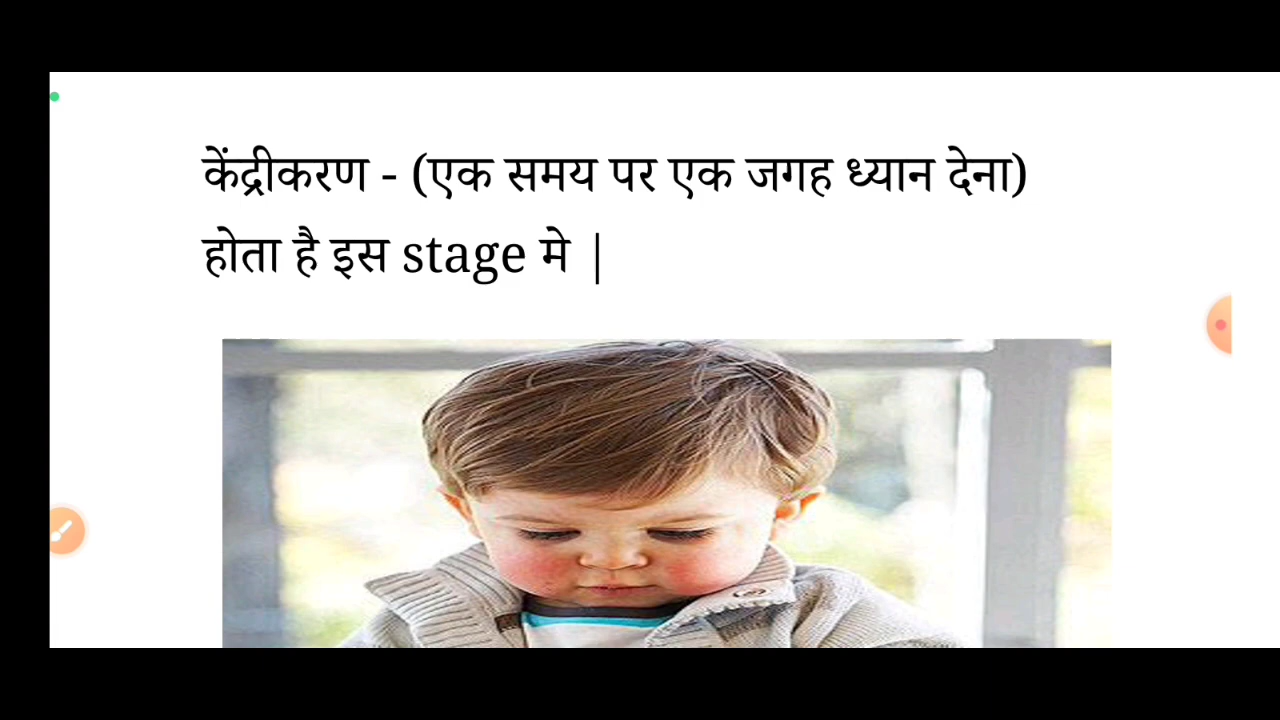 केंद्रीकरण - (एक समय पर एक जगह ध्यान देना)
होता है इस stage मे |